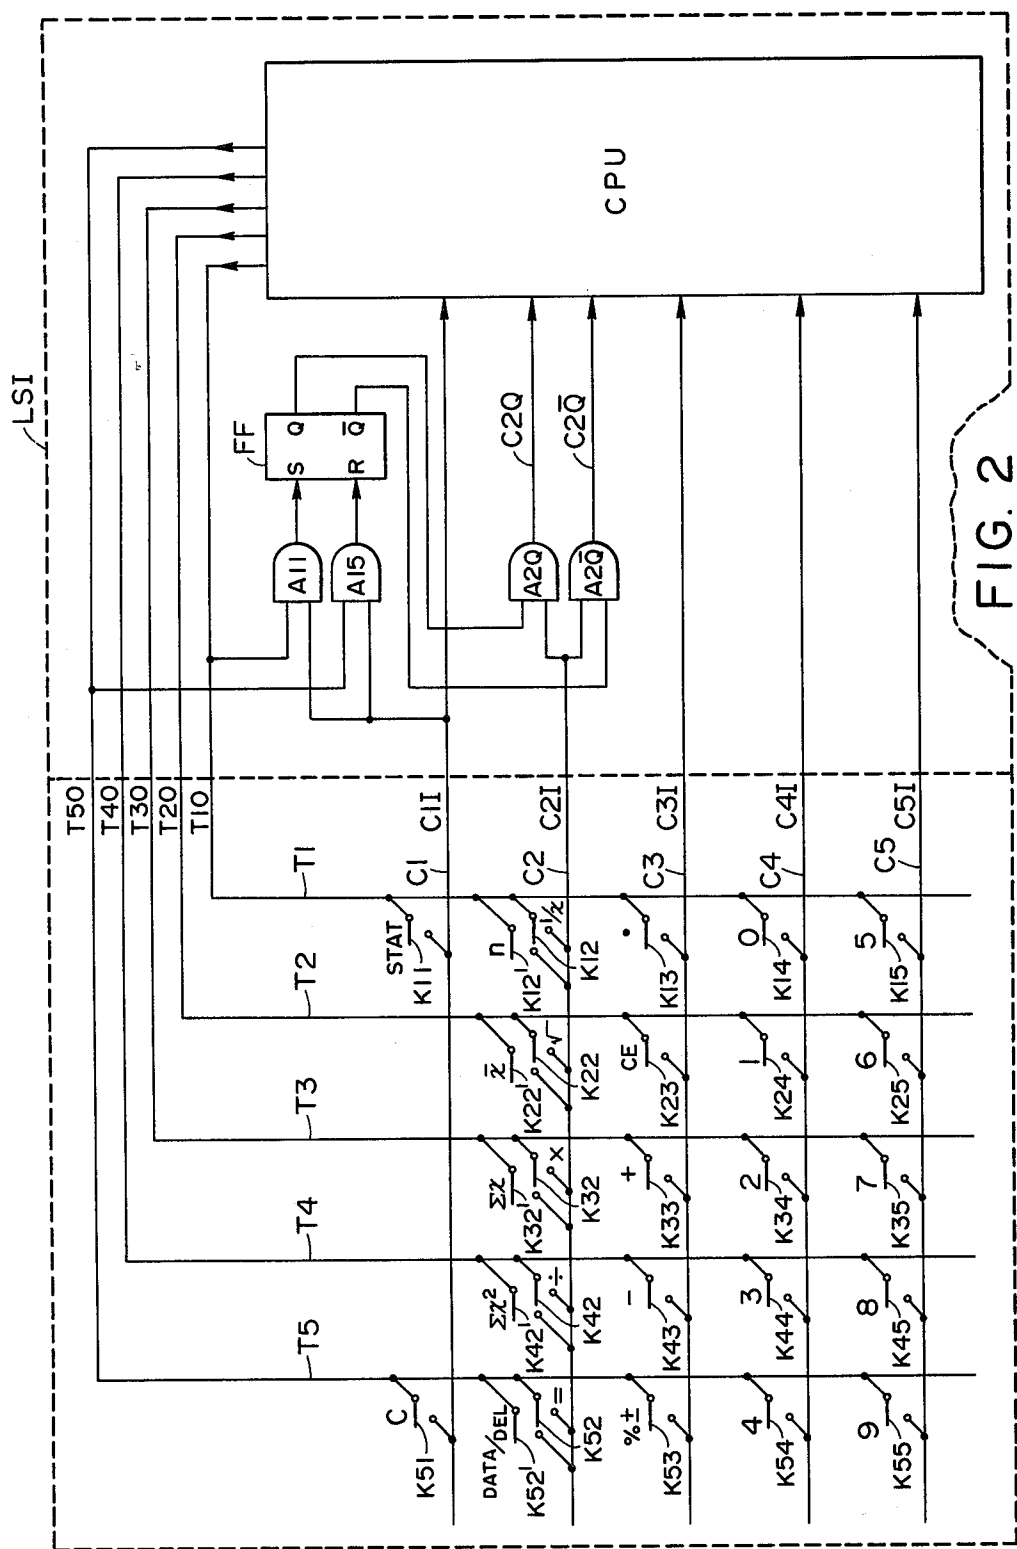 LSI
CPU
FF
S
Q
R
Q̄
A11
A15
A2Q
A2Q̄
C2Q
C2Q̄
FIG. 2
T50
T40
T30
T20
T10
C1I
C2I
C3I
C4I
C5I
C1
C2
C3
C4
C5
T1
T2
T3
T4
T5
STAT
K11
n
K12'
1/x
K12
•
K13
0
K14
5
K15
x̄
K22'
√
K22
CE
K23
1
K24
6
K25
Σx
K32'
×
K32
+
K33
2
K34
7
K35
Σx²
K42'
÷
K42
−
K43
3
K44
8
K45
C
K51
DATA/DEL
K52'
=
K52
%±
K53
4
K54
9
K55